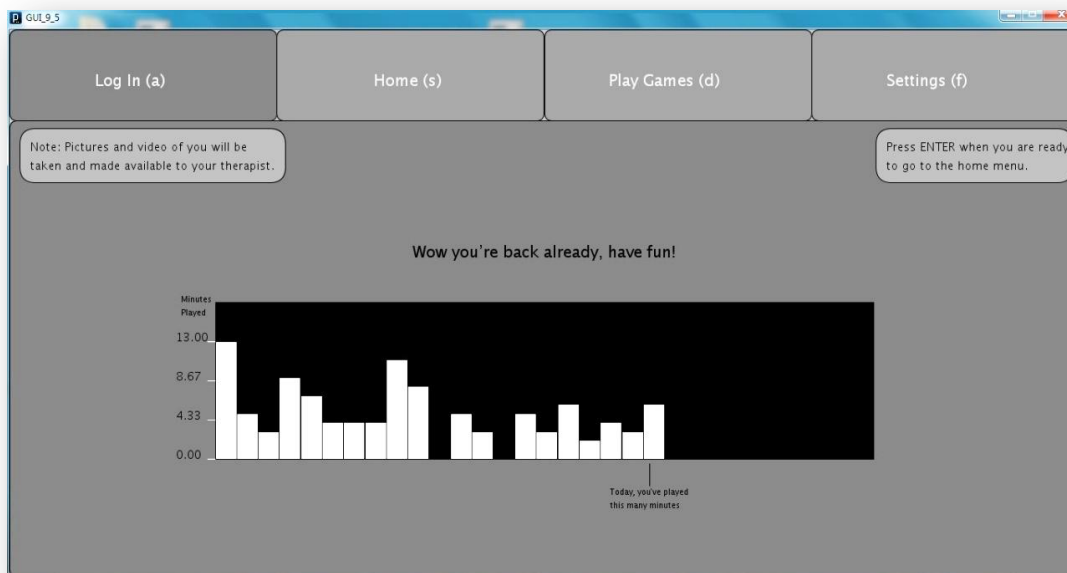 GUI_9_5
Log In (a)
Home (s)
Play Games (d)
Settings (f)
Note: Pictures and video of you will be
taken and made available to your therapist.
Press ENTER when you are ready
to go to the home menu.
Wow you're back already, have fun!
Minutes
Played
13.00
8.67
4.33
0.00
Today, you've played
this many minutes